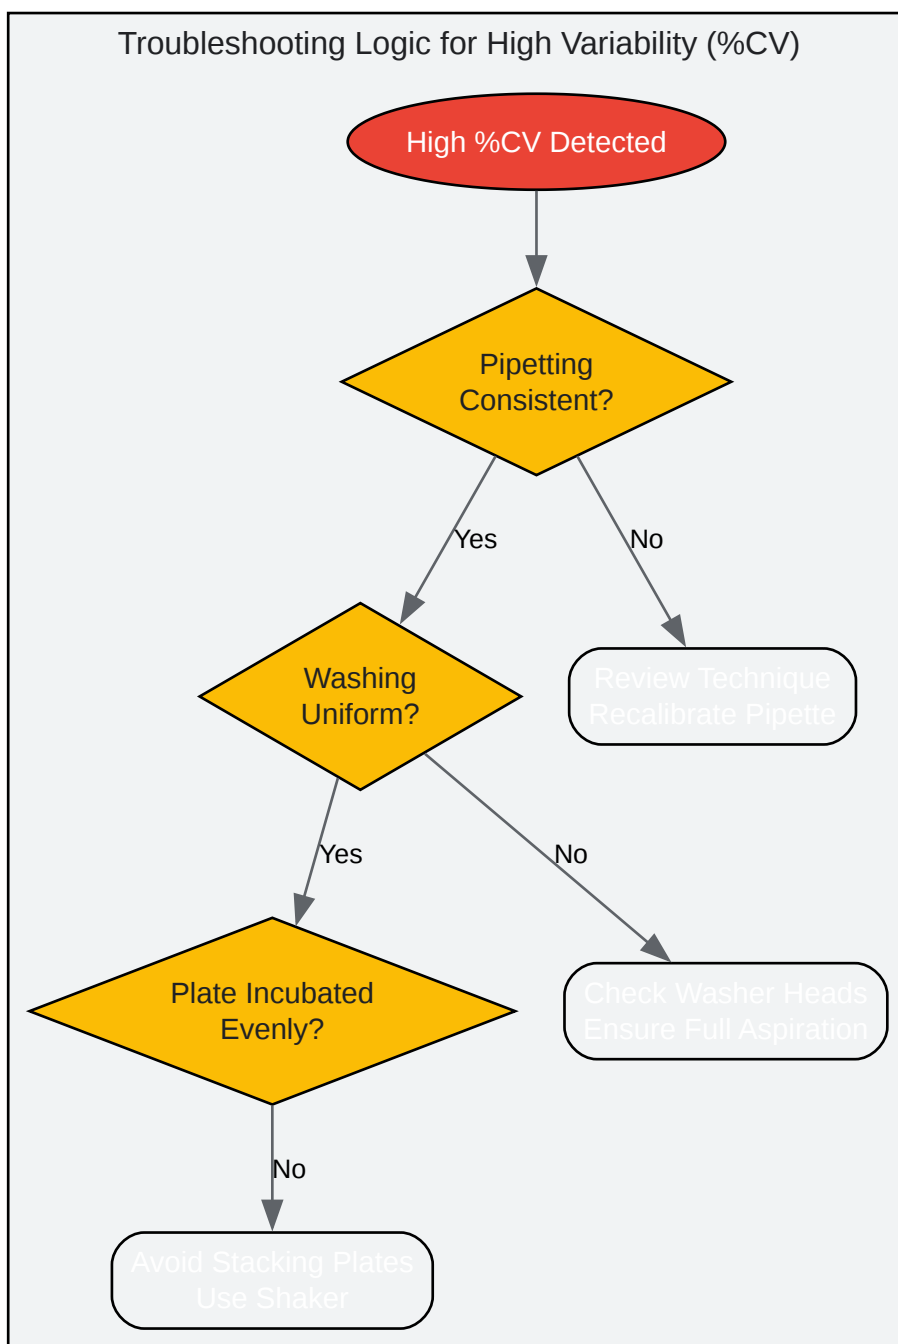 Troubleshooting Logic for High Variability (%CV)
High %CV Detected
Pipetting
Consistent?
Yes
No
Washing
Uniform?
Review Technique
Recalibrate Pipette
Yes
No
Plate Incubated
Evenly?
Check Washer Heads
Ensure Full Aspiration
No
Avoid Stacking Plates
Use Shaker